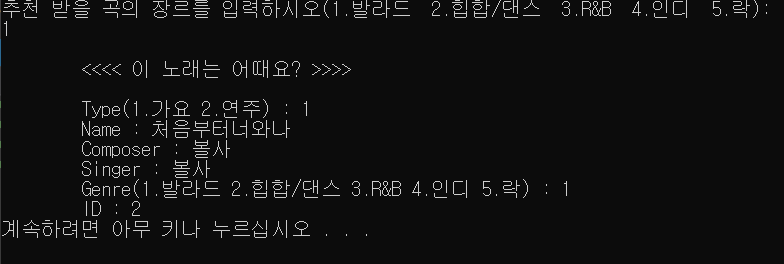 추천 받을 곡의 장르를 입력하시오(1.발라드 2.힙합/댄스 3.R&B 4.인디 5.락):
1
<<<< 이 노래는 어때요? >>>>
Type(1.가요 2.연주) : 1
Name : 처음부터너와나
Composer : 볼사
Singer : 볼사
Genre(1.발라드 2.힙합/댄스 3.R&B 4.인디 5.락) : 1
ID : 2
계속하려면 아무 키나 누르십시오 . . .